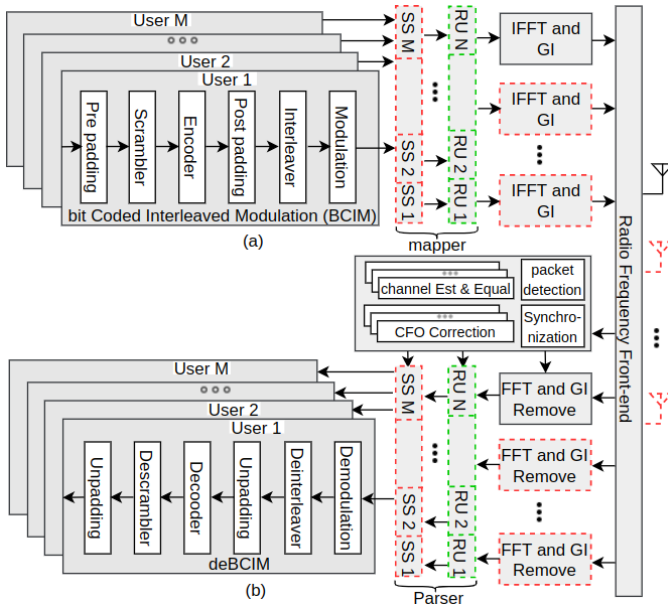 User M
User 2
User 1
Pre padding
Scrambler
Encoder
Post padding
Interleaver
Modulation
bit Coded Interleaved Modulation (BCIM)
(a)
SS M
SS 2
SS 1
RU N
RU 2
RU 1
mapper
IFFT and
GI
IFFT and
GI
IFFT and
GI
Radio Frequency Front-end
channel Est & Equal
packet
detection
CFO Correction
Synchro-
nization
User M
User 2
User 1
Unpadding
Descrambler
Decooder
Unpadding
Deinterleaver
Demodulation
deBCIM
(b)
SS M
SS 2
SS 1
RU N
RU 2
RU 1
Parser
FFT and GI
Remove
FFT and GI
Remove
FFT and GI
Remove